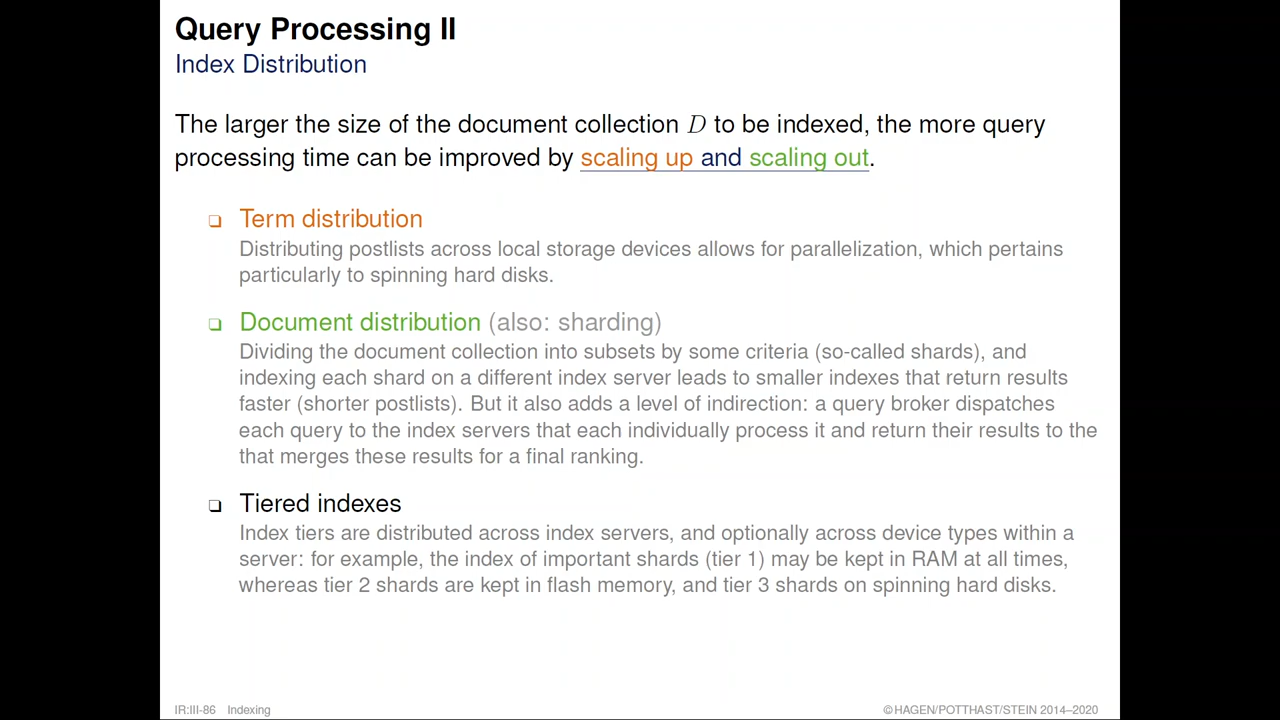 Query Processing II
Index Distribution
The larger the size of the document collection D to be indexed, the more query
processing time can be improved by scaling up and scaling out.
❏ Term distribution
Distributing postlists across local storage devices allows for parallelization, which pertains
particularly to spinning hard disks.
❏ Document distribution (also: sharding)
Dividing the document collection into subsets by some criteria (so-called shards), and
indexing each shard on a different index server leads to smaller indexes that return results
faster (shorter postlists). But it also adds a level of indirection: a query broker dispatches
each query to the index servers that each individually process it and return their results to the
that merges these results for a final ranking.
❏ Tiered indexes
Index tiers are distributed across index servers, and optionally across device types within a
server: for example, the index of important shards (tier 1) may be kept in RAM at all times,
whereas tier 2 shards are kept in flash memory, and tier 3 shards on spinning hard disks.
IR:III-86 Indexing
©HAGEN/POTTHAST/STEIN 2014–2020